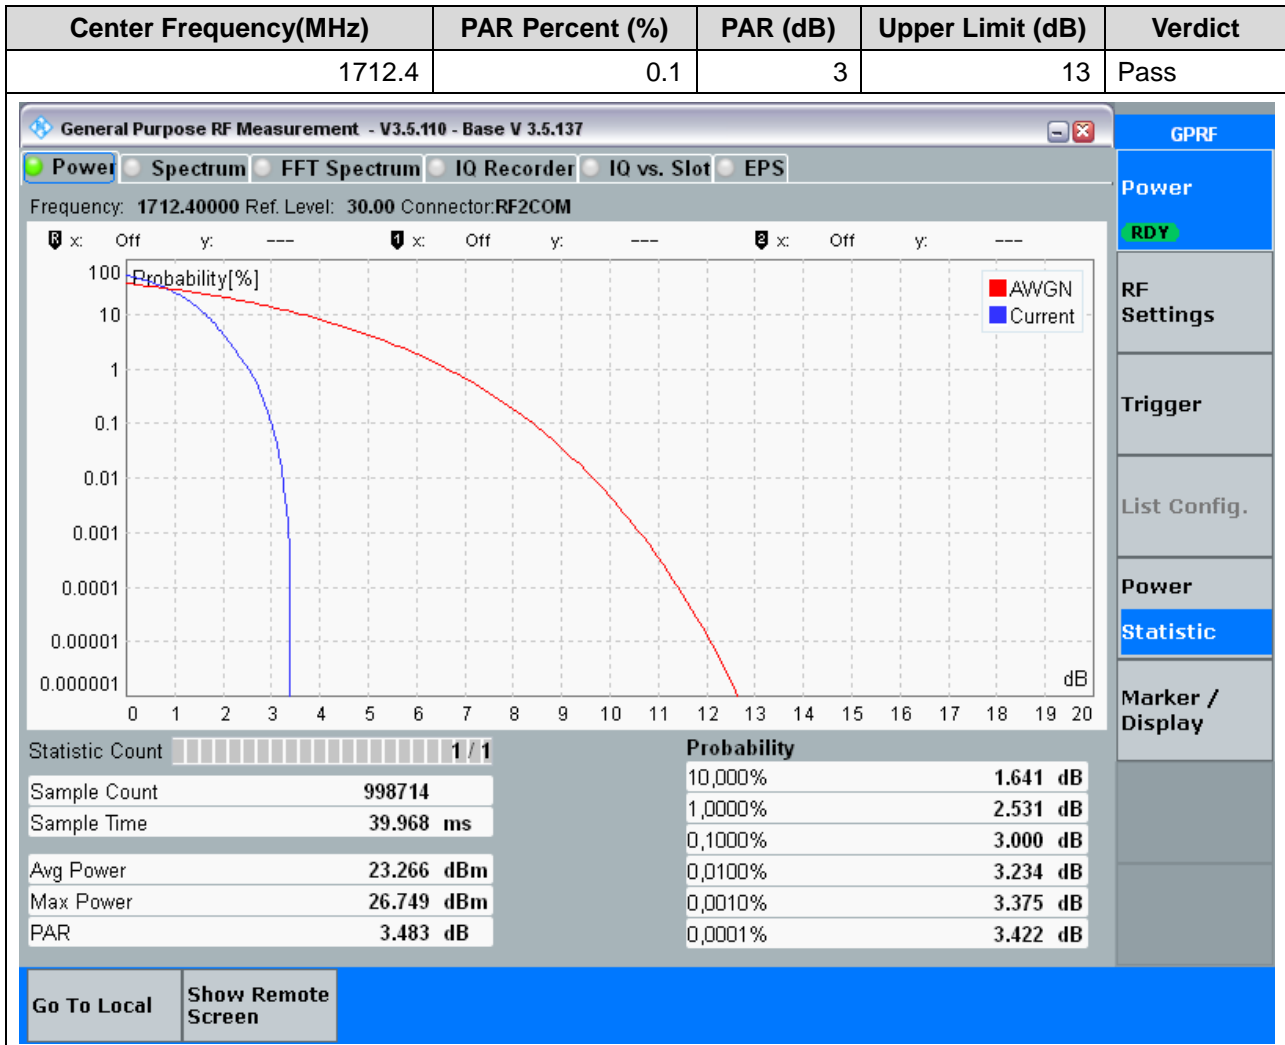 Center Frequency(MHz) PAR Percent (%) PAR (dB) Upper Limit (dB) Verdict
1712.4 0.1 3 13 Pass
General Purpose RF Measurement - V3.5.110 - Base V 3.5.137
GPRF
Power Spectrum FFT Spectrum IQ Recorder IQ vs. Slot EPS
Power
RDY
Frequency: 1712.40000 Ref. Level: 30.00 Connector:RF2COM
R x: Off y: --- 1 x: Off y: --- 2 x: Off y: ---
Probability[%]
AWGN
Current
100
10
1
0.1
0.01
0.001
0.0001
0.00001
0.000001
dB
0 1 2 3 4 5 6 7 8 9 10 11 12 13 14 15 16 17 18 19 20
RF
Settings
Trigger
List Config.
Power
Statistic
Marker /
Display
Statistic Count 1 / 1
Sample Count 998714
Sample Time 39.968 ms
Avg Power 23.266 dBm
Max Power 26.749 dBm
PAR 3.483 dB
Probability
10,000% 1.641 dB
1,0000% 2.531 dB
0,1000% 3.000 dB
0,0100% 3.234 dB
0,0010% 3.375 dB
0,0001% 3.422 dB
Go To Local
Show Remote
Screen